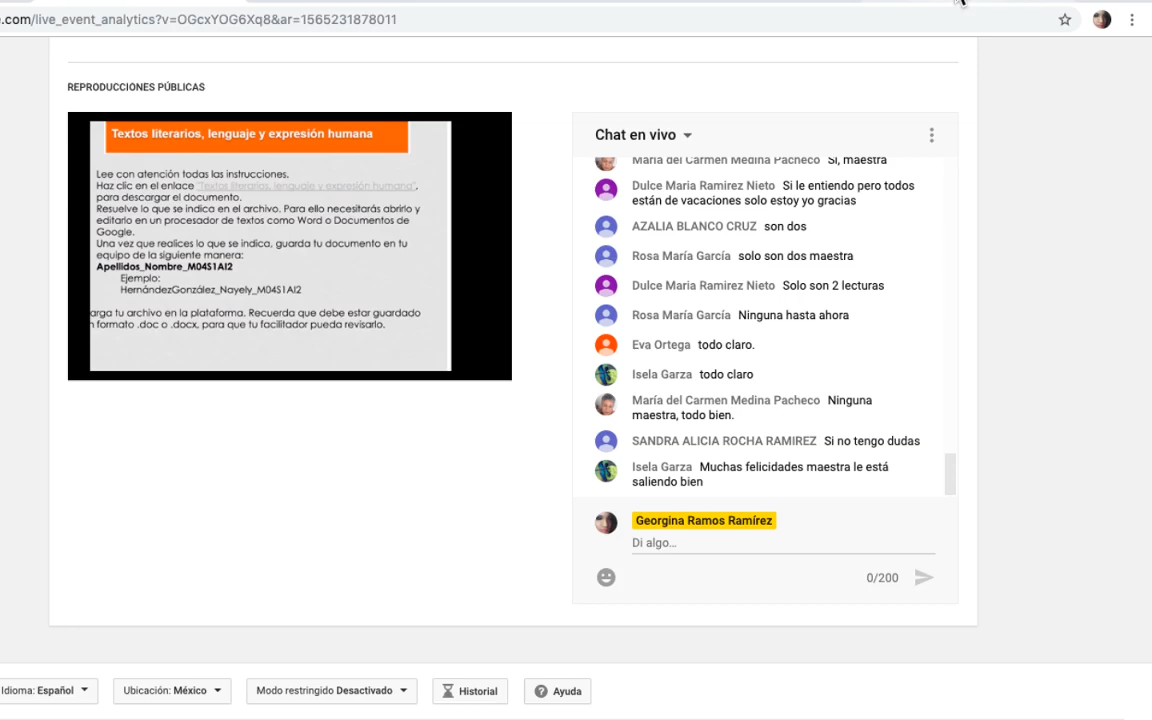 e.com/live_event_analytics?v=OGcxYOG6Xq8&ar=1565231878011
REPRODUCCIONES PÚBLICAS
Textos literarios, lenguaje y expresión humana
Lee con atención todas las instrucciones.
Haz clic en el enlace "Textos literarios, lenguaje y expresión humana".
para descargar el documento.
Resuelve lo que se indica en el archivo. Para ello necesitarás abrirlo y
editarlo en un procesador de textos como Word o Documentos de
Google.
Una vez que realices lo que se indica, guarda tu documento en tu
equipo de la siguiente manera:
Apellidos_Nombre_M04S1AI2
Ejemplo:
HernándezGonzález_Nayely_M04S1AI2
arga tu archivo en la plataforma. Recuerda que debe estar guardado
n formato .doc o .docx, para que tu facilitador pueda revisarlo.
Chat en vivo
María del Carmen Medina Pacheco Si, maestra
Dulce Maria Ramirez Nieto Si le entiendo pero todos
están de vacaciones solo estoy yo gracias
AZALIA BLANCO CRUZ son dos
Rosa María García solo son dos maestra
Dulce Maria Ramirez Nieto Solo son 2 lecturas
Rosa María García Ninguna hasta ahora
Eva Ortega todo claro.
Isela Garza todo claro
María del Carmen Medina Pacheco Ninguna
maestra, todo bien.
SANDRA ALICIA ROCHA RAMIREZ Si no tengo dudas
Isela Garza Muchas felicidades maestra le está
saliendo bien
Georgina Ramos Ramírez
Di algo...
0/200
Idioma: Español
Ubicación: México
Modo restringido Desactivado
Historial
Ayuda